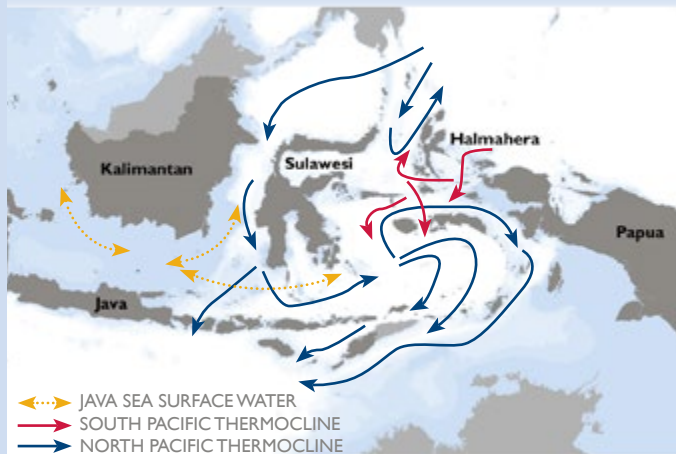 Halmahera
Kalimantan
Sulawesi
Papua
Java
JAVA SEA SURFACE WATER
SOUTH PACIFIC THERMOCLINE
NORTH PACIFIC THERMOCLINE